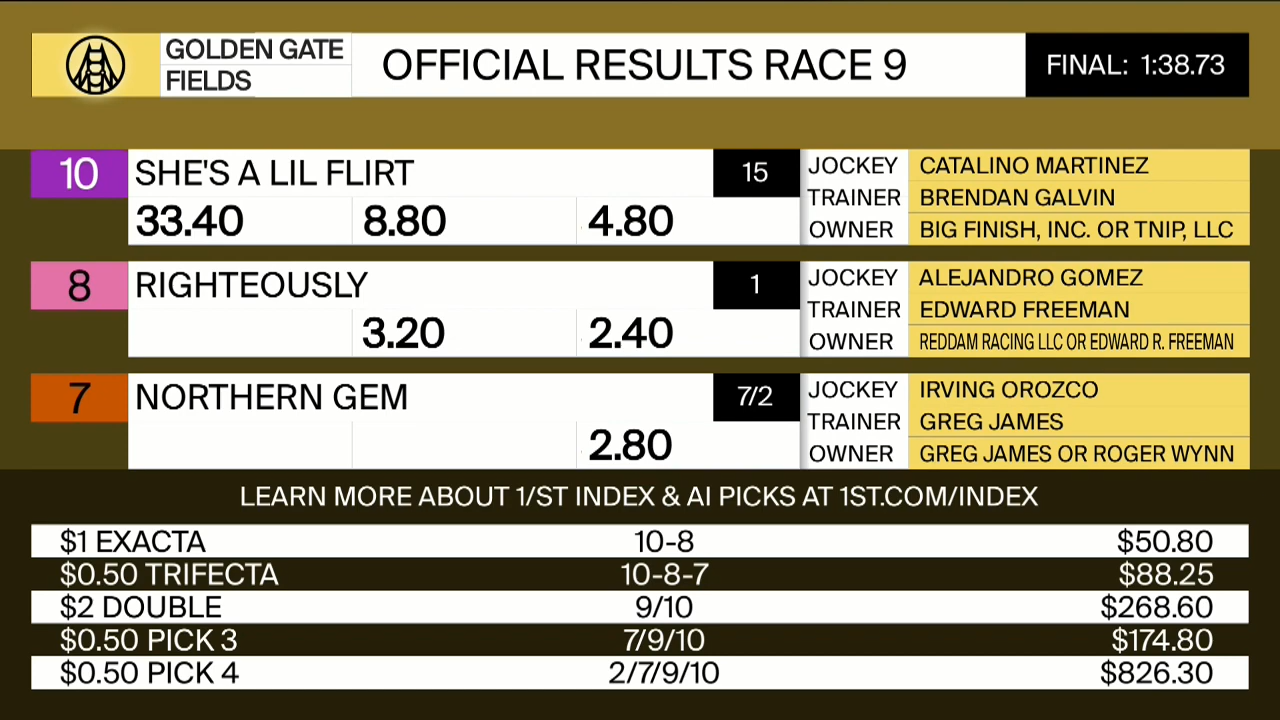 GOLDEN GATE
FIELDS
OFFICIAL RESULTS RACE 9
FINAL: 1:38.73
10 SHE'S A LIL FLIRT 15
33.40 8.80 4.80
JOCKEY CATALINO MARTINEZ
TRAINER BRENDAN GALVIN
OWNER BIG FINISH, INC. OR TNIP, LLC
8 RIGHTEOUSLY 1
3.20 2.40
JOCKEY ALEJANDRO GOMEZ
TRAINER EDWARD FREEMAN
OWNER REDDAM RACING LLC OR EDWARD R. FREEMAN
7 NORTHERN GEM 7/2
2.80
JOCKEY IRVING OROZCO
TRAINER GREG JAMES
OWNER GREG JAMES OR ROGER WYNN
LEARN MORE ABOUT 1/ST INDEX & AI PICKS AT 1ST.COM/INDEX
$1 EXACTA 10-8 $50.80
$0.50 TRIFECTA 10-8-7 $88.25
$2 DOUBLE 9/10 $268.60
$0.50 PICK 3 7/9/10 $174.80
$0.50 PICK 4 2/7/9/10 $826.30